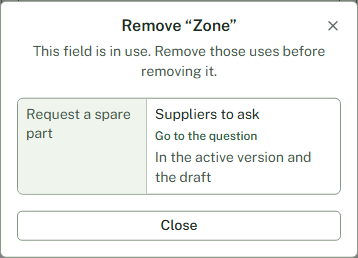 Remove “Zone”
This field is in use. Remove those uses before
removing it.
Request a spare
part
Suppliers to ask
Go to the question
In the active version and
the draft
Close